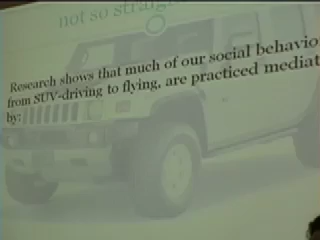 not so straig
Research shows that much of our social behavio
from SUV-driving to flying, are practiced mediat
by: